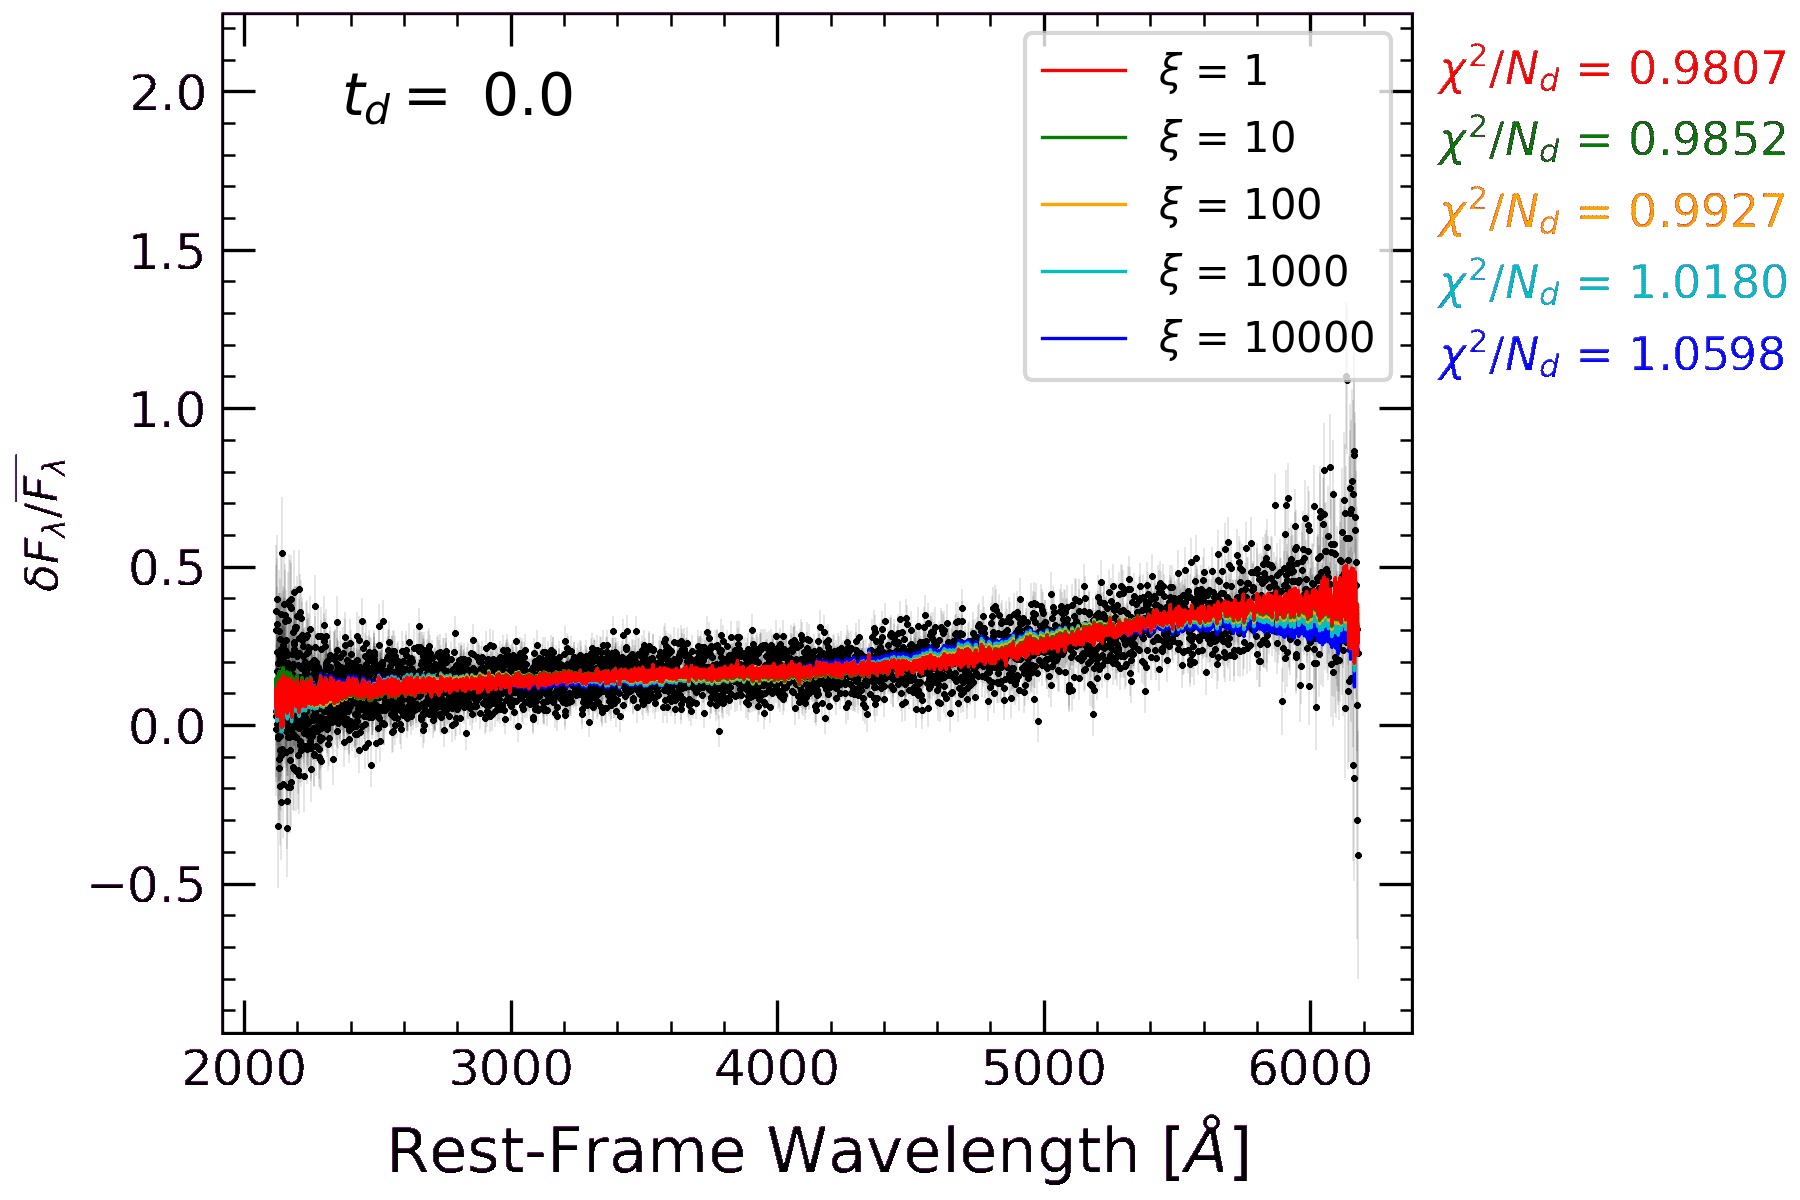 t_d = 0.0
ξ = 1
ξ = 10
ξ = 100
ξ = 1000
ξ = 10000
χ²/N_d = 0.9807
χ²/N_d = 0.9852
χ²/N_d = 0.9927
χ²/N_d = 1.0180
χ²/N_d = 1.0598
2.0
1.5
1.0
0.5
0.0
−0.5
δF_λ/F̅_λ
2000 3000 4000 5000 6000
Rest-Frame Wavelength [Å]